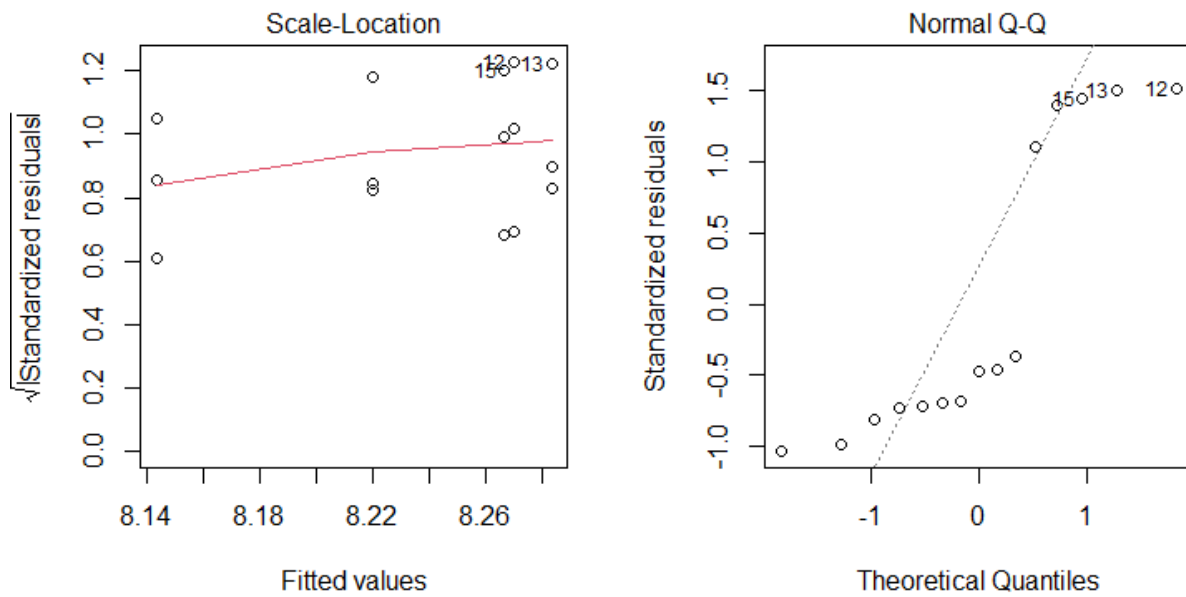 Scale-Location
√|Standardized residuals|
0.0 0.2 0.4 0.6 0.8 1.0 1.2
12 13
15
8.14 8.18 8.22 8.26
Fitted values
Normal Q-Q
Standardized residuals
-1.0 -0.5 0.0 0.5 1.0 1.5
15 13 12
-1 0 1
Theoretical Quantiles